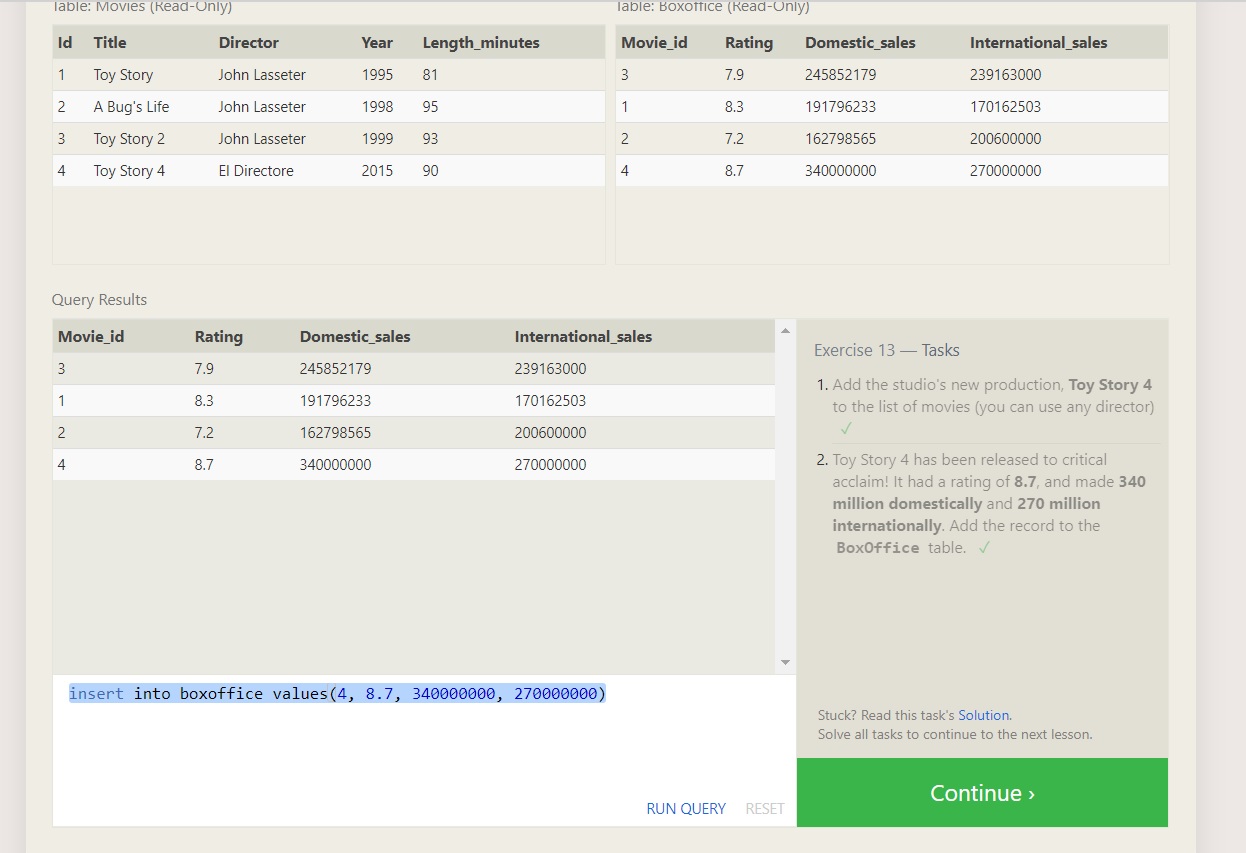 Table: Movies (Read-Only)
Id Title Director Year Length_minutes
1 Toy Story John Lasseter 1995 81
2 A Bug's Life John Lasseter 1998 95
3 Toy Story 2 John Lasseter 1999 93
4 Toy Story 4 El Directore 2015 90
Table: Boxoffice (Read-Only)
Movie_id Rating Domestic_sales International_sales
3 7.9 245852179 239163000
1 8.3 191796233 170162503
2 7.2 162798565 200600000
4 8.7 340000000 270000000
Query Results
Movie_id Rating Domestic_sales International_sales
3 7.9 245852179 239163000
1 8.3 191796233 170162503
2 7.2 162798565 200600000
4 8.7 340000000 270000000
insert into boxoffice values(4, 8.7, 340000000, 270000000)
RUN QUERY RESET
Exercise 13 — Tasks
1. Add the studio's new production, Toy Story 4
to the list of movies (you can use any director)
✓
2. Toy Story 4 has been released to critical
acclaim! It had a rating of 8.7, and made 340
million domestically and 270 million
internationally. Add the record to the
BoxOffice table. ✓
Stuck? Read this task's Solution.
Solve all tasks to continue to the next lesson.
Continue ›